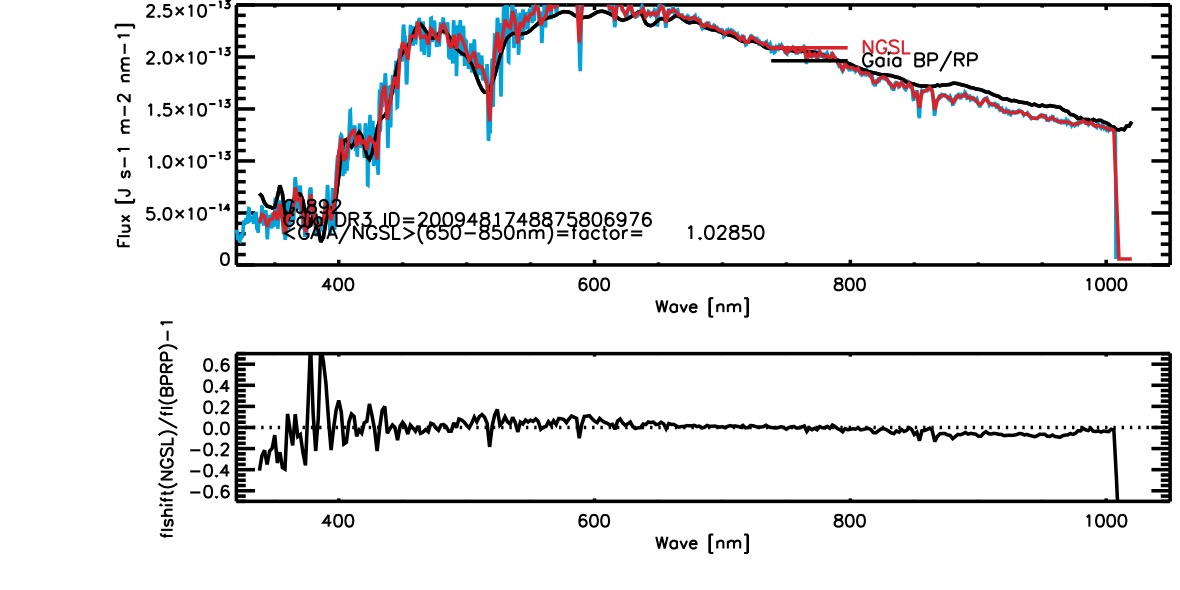 2.5×10⁻¹³
2.0×10⁻¹³
1.5×10⁻¹³
1.0×10⁻¹³
5.0×10⁻¹⁴
0
Flux [J s−1 m−2 nm−1]
NGSL
Gaia BP/RP
GJ892
Gaia DR3 ID=2009481748875806976
<GAIA/NGSL>(650−850nm)=factor= 1.02850
400 600 800 1000
Wave [nm]
flshift(NGSL)/fl(BPRP)−1
0.6
0.4
0.2
0.0
−0.2
−0.4
−0.6
400 600 800 1000
Wave [nm]